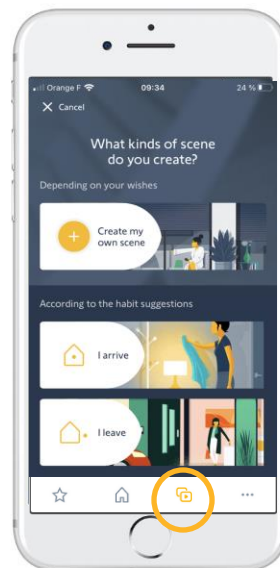 Orange F 09:34 24 %
Cancel
What kinds of scene
do you create?
Depending on your wishes
Create my
own scene
According to the habit suggestions
I arrive
I leave